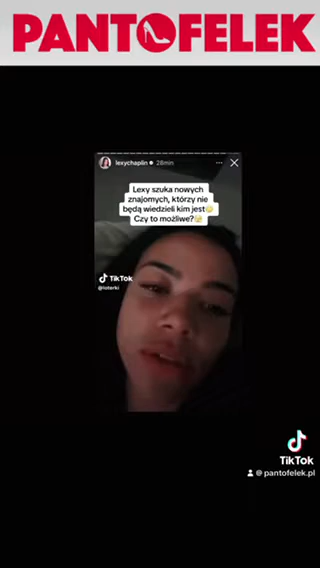 PANTOFELEK
lexychaplin 28min
Lexy szuka nowych
znajomych, którzy nie
będą wiedzieli kim jest
Czy to możliwe?
TikTok
@loterki
TikTok
@pantofelek.pl